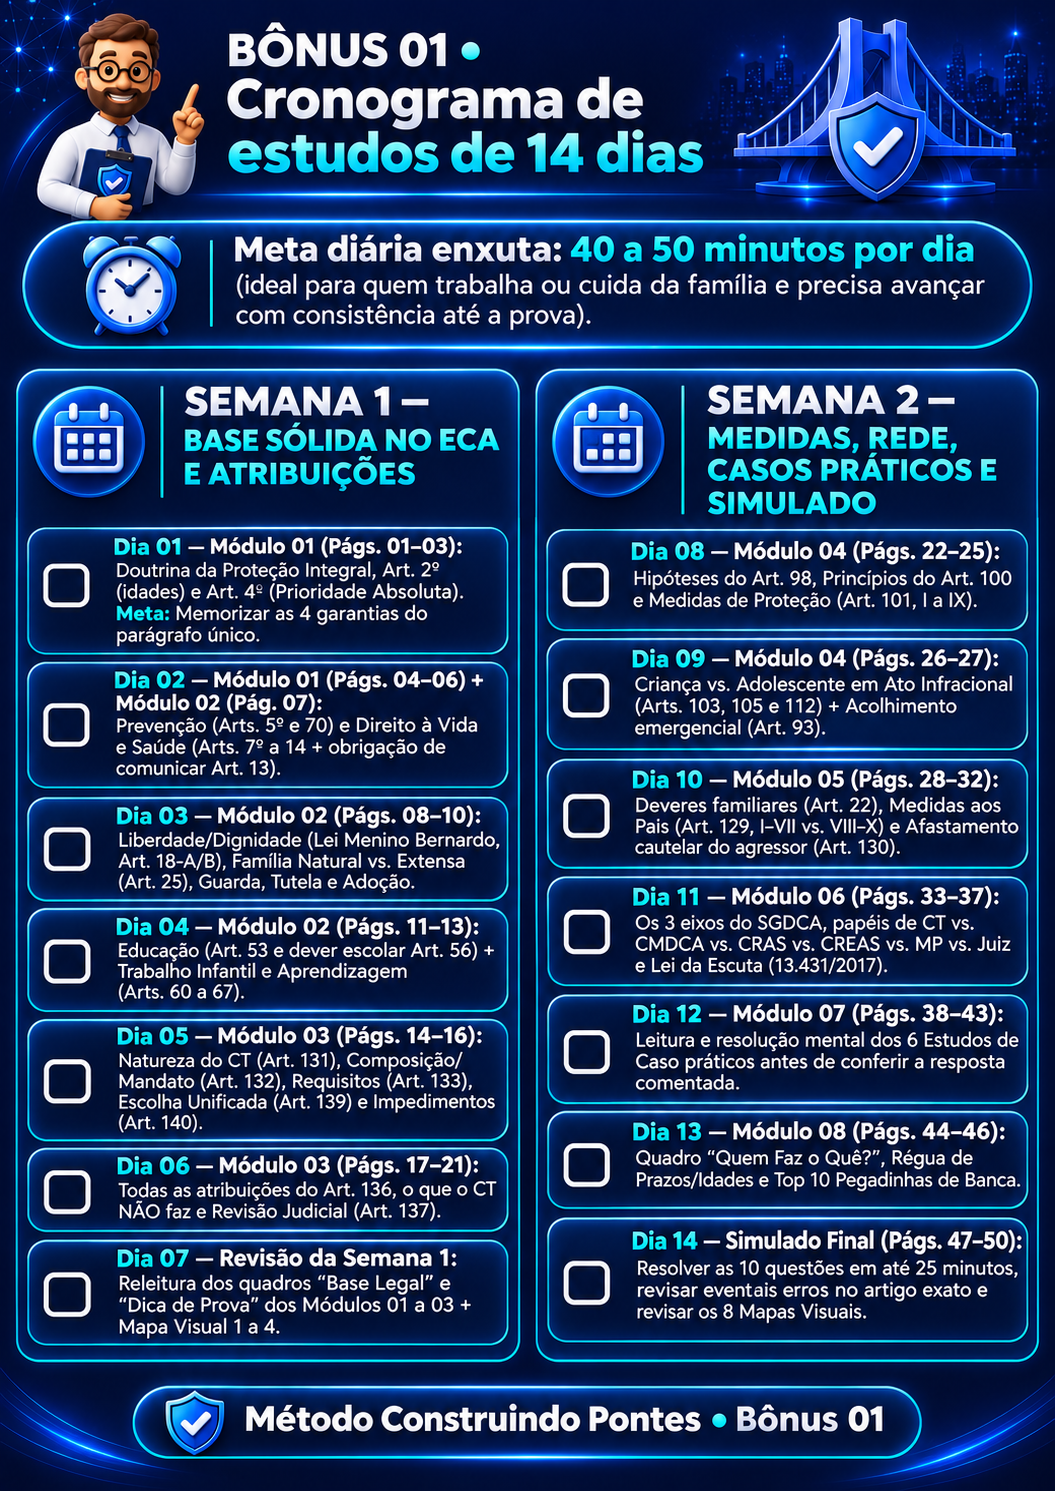 BÔNUS 01 •
Cronograma de
estudos de 14 dias
Meta diária enxuta: 40 a 50 minutos por dia
(ideal para quem trabalha ou cuida da família e precisa avançar
com consistência até a prova).
SEMANA 1 —
BASE SÓLIDA NO ECA
E ATRIBUIÇÕES
Dia 01 — Módulo 01 (Págs. 01–03):
Doutrina da Proteção Integral, Art. 2º
(idades) e Art. 4º (Prioridade Absoluta).
Meta: Memorizar as 4 garantias do
parágrafo único.
Dia 02 — Módulo 01 (Págs. 04–06) +
Módulo 02 (Pág. 07):
Prevenção (Arts. 5º e 70) e Direito à Vida
e Saúde (Arts. 7º a 14 + obrigação de
comunicar Art. 13).
Dia 03 — Módulo 02 (Págs. 08–10):
Liberdade/Dignidade (Lei Menino Bernardo,
Art. 18-A/B), Família Natural vs. Extensa
(Art. 25), Guarda, Tutela e Adoção.
Dia 04 — Módulo 02 (Págs. 11–13):
Educação (Art. 53 e dever escolar Art. 56) +
Trabalho Infantil e Aprendizagem
(Arts. 60 a 67).
Dia 05 — Módulo 03 (Págs. 14–16):
Natureza do CT (Art. 131), Composição/
Mandato (Art. 132), Requisitos (Art. 133),
Escolha Unificada (Art. 139) e Impedimentos
(Art. 140).
Dia 06 — Módulo 03 (Págs. 17–21):
Todas as atribuições do Art. 136, o que o CT
NÃO faz e Revisão Judicial (Art. 137).
Dia 07 — Revisão da Semana 1:
Releitura dos quadros “Base Legal” e
“Dica de Prova” dos Módulos 01 a 03 +
Mapa Visual 1 a 4.
SEMANA 2 —
MEDIDAS, REDE,
CASOS PRÁTICOS E
SIMULADO
Dia 08 — Módulo 04 (Págs. 22–25):
Hipóteses do Art. 98, Princípios do Art. 100
e Medidas de Proteção (Art. 101, I a IX).
Dia 09 — Módulo 04 (Págs. 26–27):
Criança vs. Adolescente em Ato Infracional
(Arts. 103, 105 e 112) + Acolhimento
emergencial (Art. 93).
Dia 10 — Módulo 05 (Págs. 28–32):
Deveres familiares (Art. 22), Medidas aos
Pais (Art. 129, I–VII vs. VIII–X) e Afastamento
cautelar do agressor (Art. 130).
Dia 11 — Módulo 06 (Págs. 33–37):
Os 3 eixos do SGDCA, papéis de CT vs.
CMDCA vs. CRAS vs. CREAS vs. MP vs. Juiz
e Lei da Escuta (13.431/2017).
Dia 12 — Módulo 07 (Págs. 38–43):
Leitura e resolução mental dos 6 Estudos de
Caso práticos antes de conferir a resposta
comentada.
Dia 13 — Módulo 08 (Págs. 44–46):
Quadro “Quem Faz o Quê?”, Régua de
Prazos/Idades e Top 10 Pegadinhas de Banca.
Dia 14 — Simulado Final (Págs. 47–50):
Resolver as 10 questões em até 25 minutos,
revisar eventais erros no artigo exato e
revisar os 8 Mapas Visuais.
Método Construindo Pontes • Bônus 01